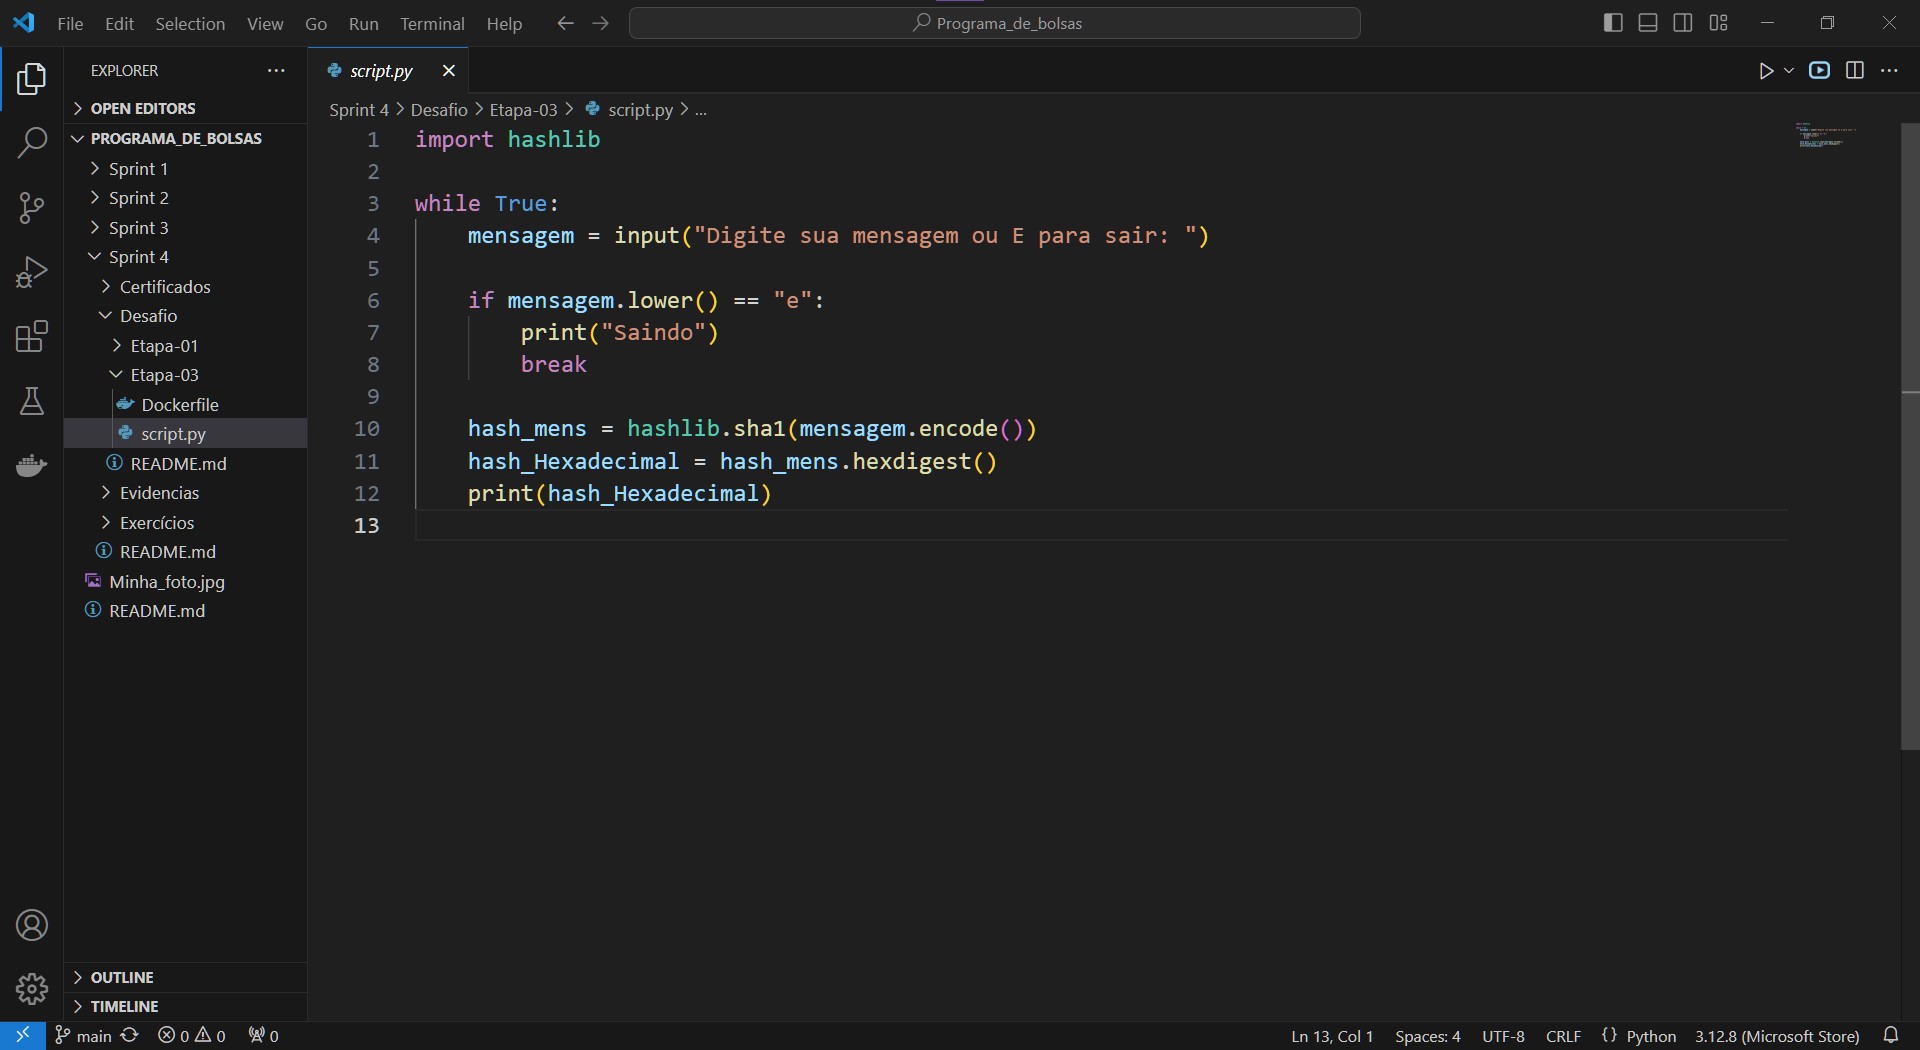 File Edit Selection View Go Run Terminal Help
Programa_de_bolsas
EXPLORER
OPEN EDITORS
PROGRAMA_DE_BOLSAS
Sprint 1
Sprint 2
Sprint 3
Sprint 4
Certificados
Desafio
Etapa-01
Etapa-03
Dockerfile
script.py
README.md
Evidencias
Exercícios
README.md
Minha_foto.jpg
README.md
OUTLINE
TIMELINE
script.py
Sprint 4 > Desafio > Etapa-03 > script.py > ...
1 import hashlib
2
3 while True:
4     mensagem = input("Digite sua mensagem ou E para sair: ")
5
6     if mensagem.lower() == "e":
7         print("Saindo")
8         break
9
10     hash_mens = hashlib.sha1(mensagem.encode())
11     hash_Hexadecimal = hash_mens.hexdigest()
12     print(hash_Hexadecimal)
13
main 0 0 0 Ln 13, Col 1 Spaces: 4 UTF-8 CRLF {} Python 3.12.8 (Microsoft Store)